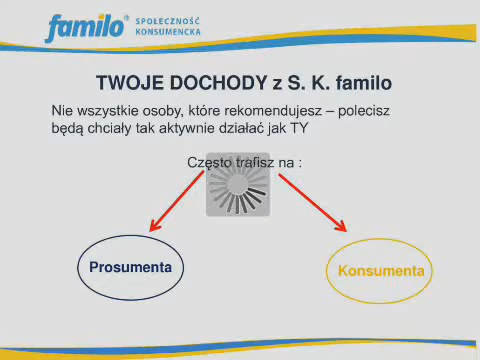 familo® SPOŁECZNOŚĆ
KONSUMENCKA
TWOJE DOCHODY z S. K. familo
Nie wszystkie osoby, które rekomendujesz – polecisz
będą chciały tak aktywnie działać jak TY
Często trafisz na :
Prosumenta
Konsumenta